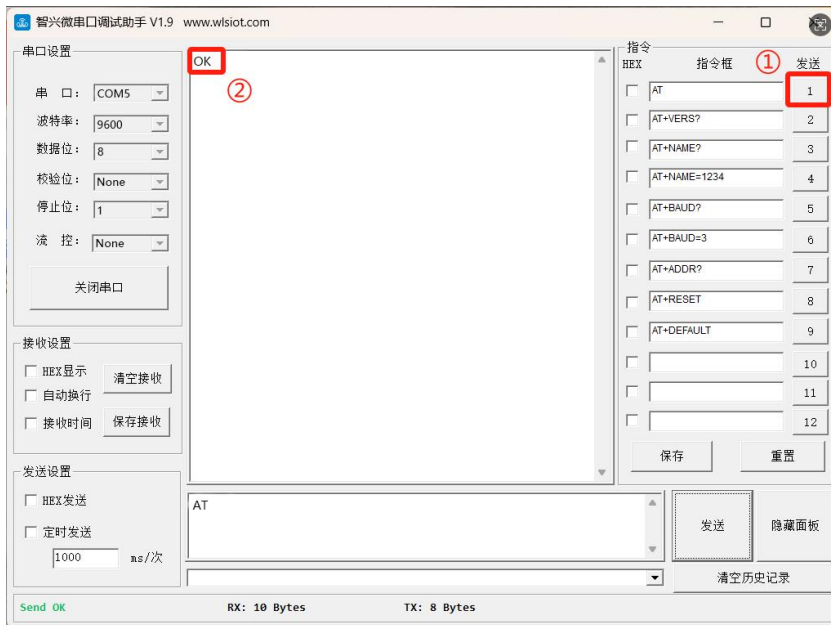 智兴微串口调试助手 V1.9 www.wlsiot.com
串口设置
串 口: COM5
波特率: 9600
数据位: 8
校验位: None
停止位: 1
流 控: None
关闭串口
接收设置
HEX显示
清空接收
自动换行
接收时间
保存接收
发送设置
HEX发送
定时发送
1000 ms/次
OK
②
AT
指令
HEX 指令框 ① 发送
AT 1
AT+VERS? 2
AT+NAME? 3
AT+NAME=1234 4
AT+BAUD? 5
AT+BAUD=3 6
AT+ADDR? 7
AT+RESET 8
AT+DEFAULT 9
10
11
12
保存 重置
发送 隐藏面板
清空历史记录
Send OK RX: 10 Bytes TX: 8 Bytes